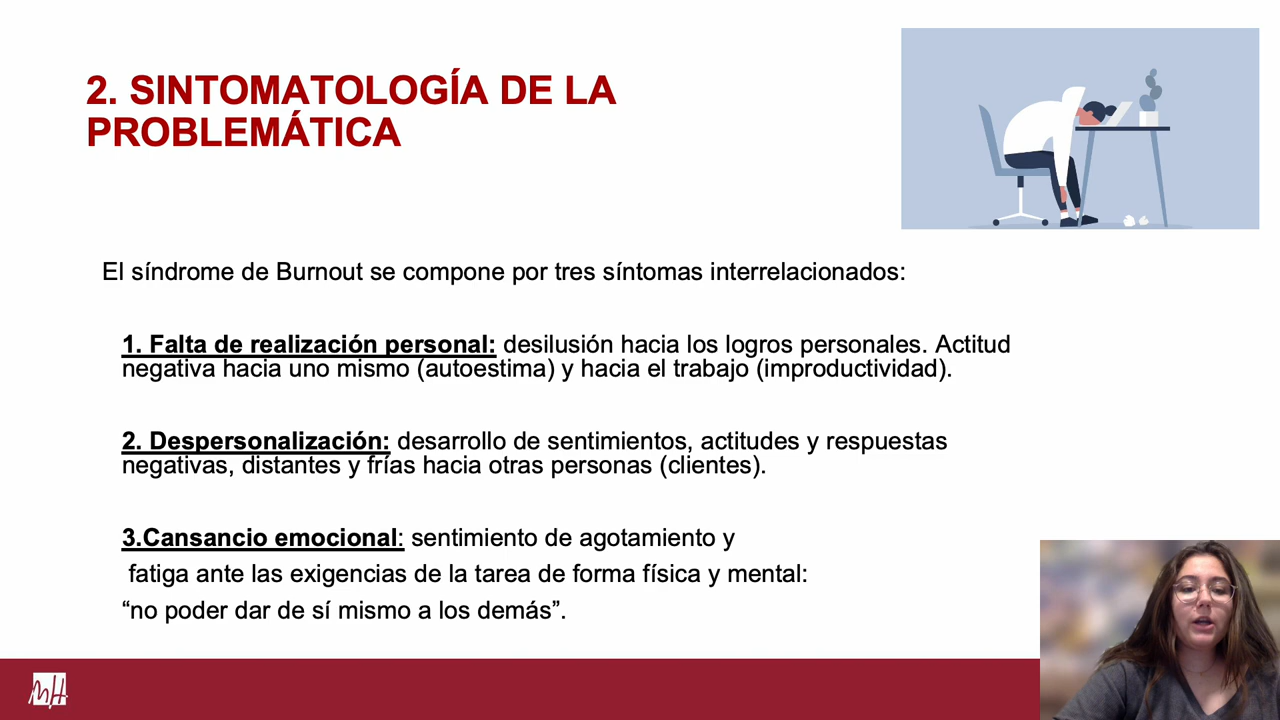 2. SINTOMATOLOGÍA DE LA
PROBLEMÁTICA
El síndrome de Burnout se compone por tres síntomas interrelacionados:
1. Falta de realización personal: desilusión hacia los logros personales. Actitud
negativa hacia uno mismo (autoestima) y hacia el trabajo (improductividad).
2. Despersonalización: desarrollo de sentimientos, actitudes y respuestas
negativas, distantes y frías hacia otras personas (clientes).
3.Cansancio emocional: sentimiento de agotamiento y
fatiga ante las exigencias de la tarea de forma física y mental:
“no poder dar de sí mismo a los demás”.
MH